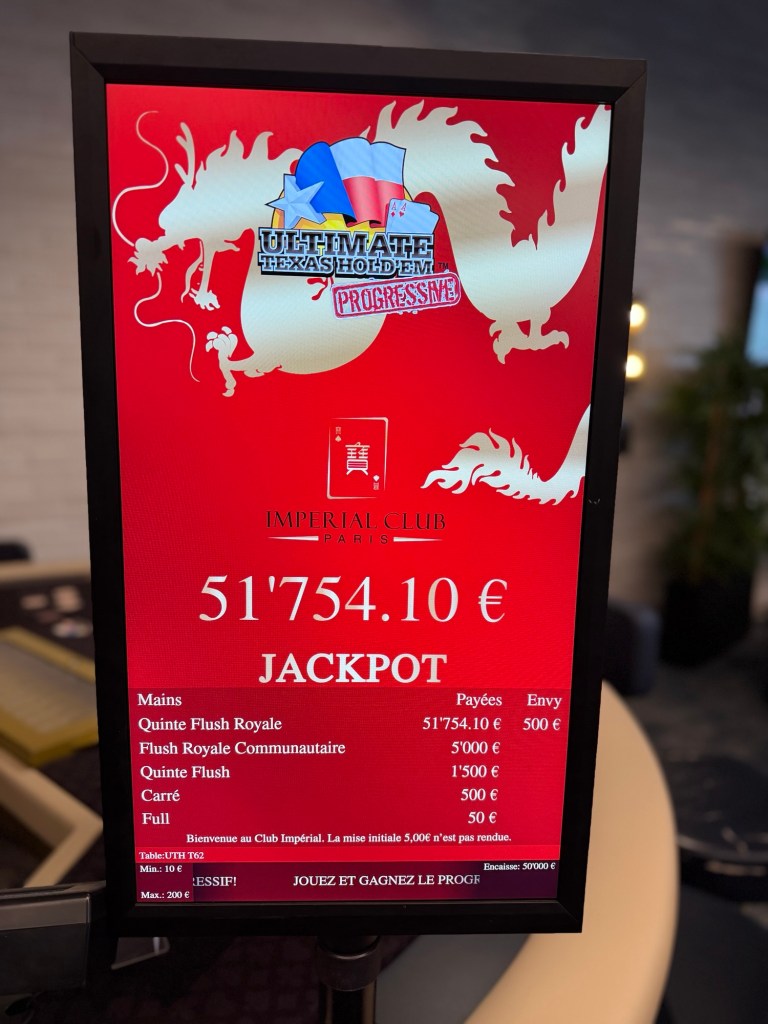 ULTIMATE
TEXAS HOLD'EM™
PROGRESSIVE
寶
IMPERIAL CLUB
PARIS
51'754.10 €
JACKPOT
Mains Payées Envy
Quinte Flush Royale 51'754.10 € 500 €
Flush Royale Communautaire 5'000 €
Quinte Flush 1'500 €
Carré 500 €
Full 50 €
Bienvenue au Club Impérial. La mise initiale 5,00€ n'est pas rendue.
Table:UTH T62
Min.: 10 € Encaisse: 50'000 €
ESSIF! JOUEZ ET GAGNEZ LE PROGR
Max.: 200 €